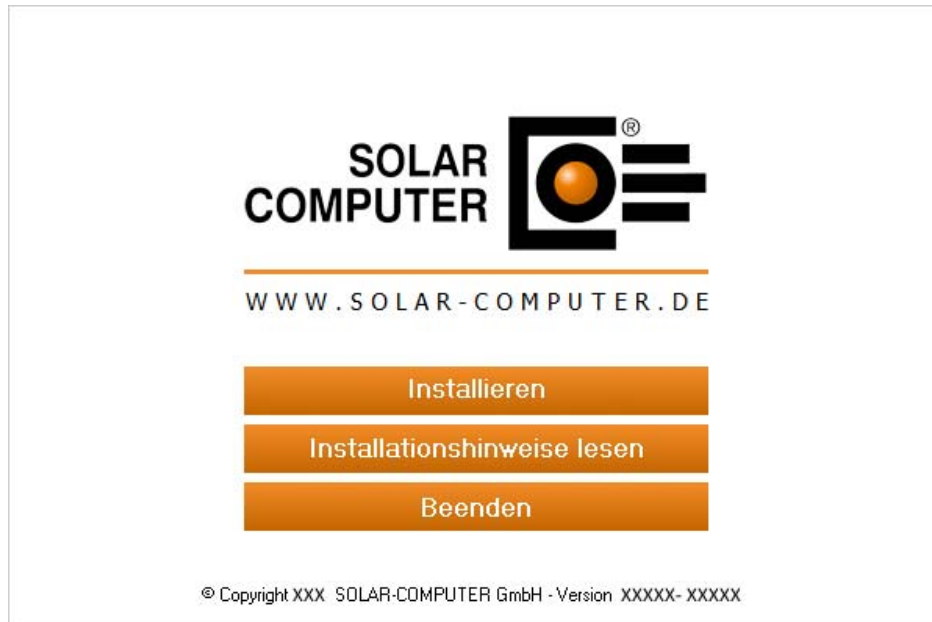 SOLAR
COMPUTER ®
WWW.SOLAR-COMPUTER.DE
Installieren
Installationshinweise lesen
Beenden
© Copyright XXX SOLAR-COMPUTER GmbH - Version XXXXX- XXXXX